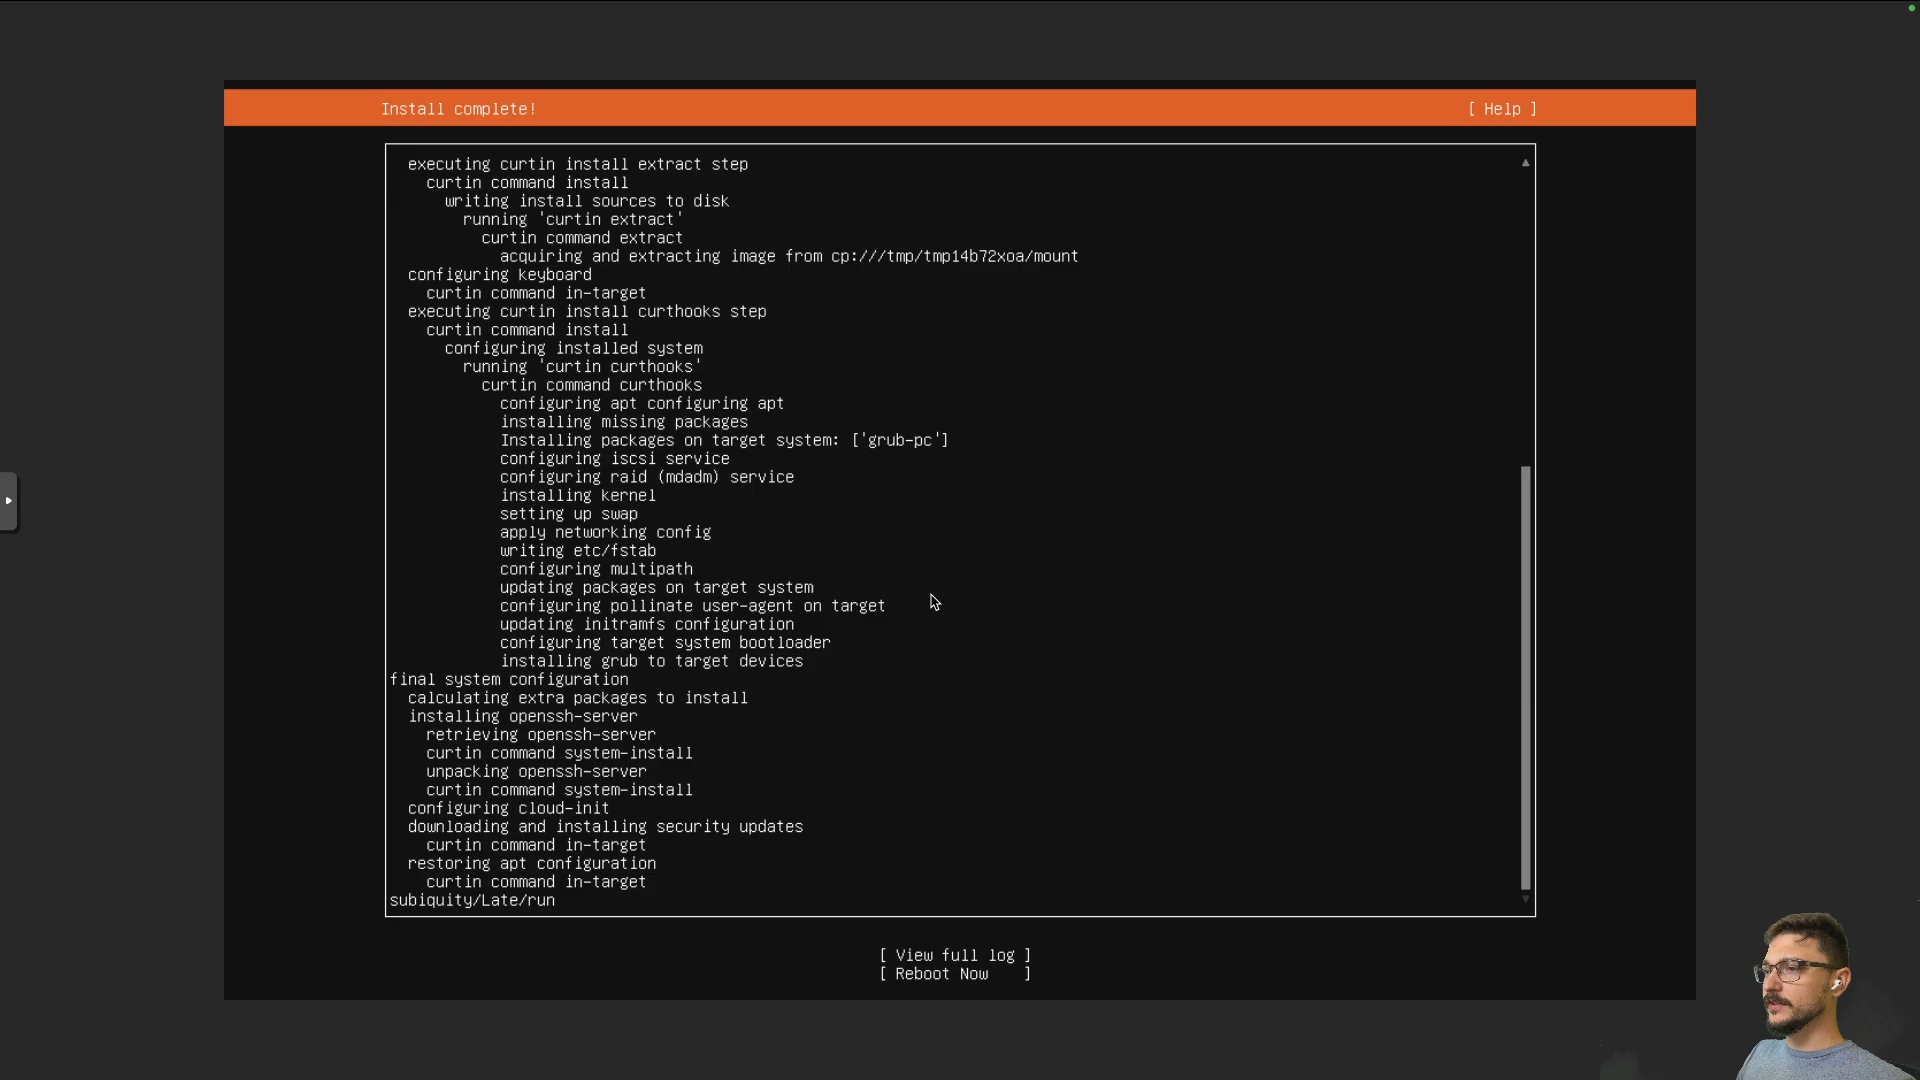 Install complete!
[ Help ]
executing curtin install extract step
curtin command install
writing install sources to disk
running 'curtin extract'
curtin command extract
acquiring and extracting image from cp:///tmp/tmp14b72xoa/mount
configuring keyboard
curtin command in-target
executing curtin install curthooks step
curtin command install
configuring installed system
running 'curtin curthooks'
curtin command curthooks
configuring apt configuring apt
installing missing packages
Installing packages on target system: ['grub-pc']
configuring iscsi service
configuring raid (mdadm) service
installing kernel
setting up swap
apply networking config
writing etc/fstab
configuring multipath
updating packages on target system
configuring pollinate user-agent on target
updating initramfs configuration
configuring target system bootloader
installing grub to target devices
final system configuration
calculating extra packages to install
installing openssh-server
retrieving openssh-server
curtin command system-install
unpacking openssh-server
curtin command system-install
configuring cloud-init
downloading and installing security updates
curtin command in-target
restoring apt configuration
curtin command in-target
subiquity/Late/run
[ View full log ]
[ Reboot Now ]